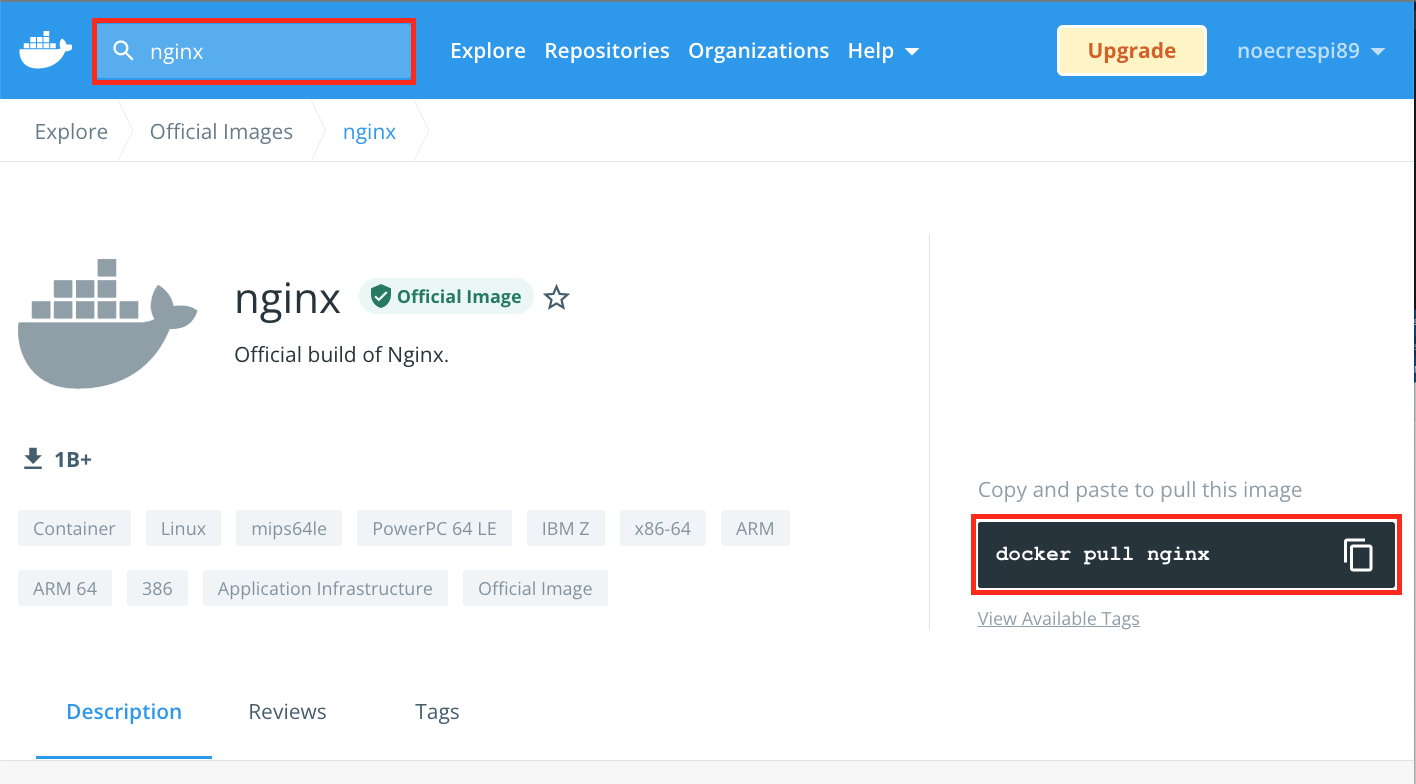 nginx
Explore Repositories Organizations Help
Upgrade
noecrespi89
Explore Official Images nginx
nginx Official Image
Official build of Nginx.
1B+
Container Linux mips64le PowerPC 64 LE IBM Z x86-64 ARM
ARM 64 386 Application Infrastructure Official Image
Copy and paste to pull this image
docker pull nginx
View Available Tags
Description Reviews Tags